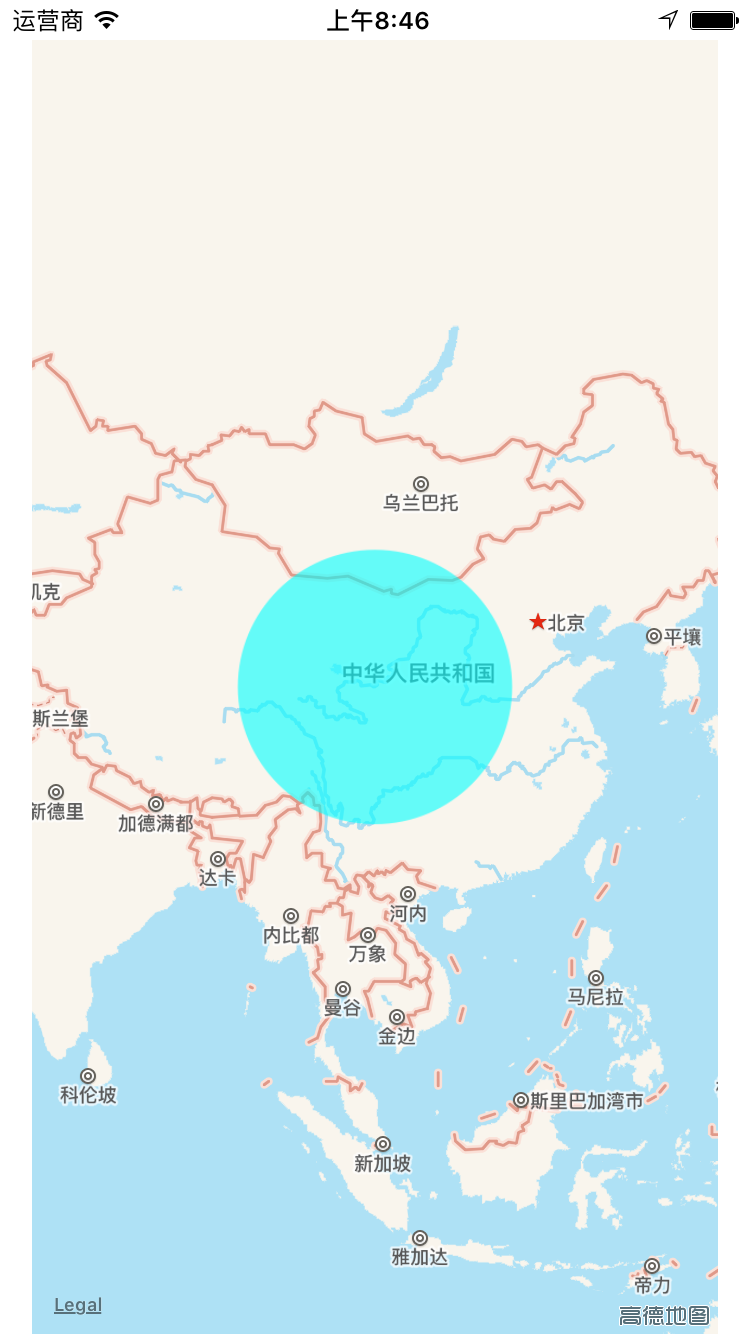 运营商 上午8:46
乌兰巴托
凯克
北京
平壤
中华人民共和国
斯兰堡
新德里
加德满都
达卡
河内
内比都
万象
马尼拉
曼谷
金边
科伦坡
斯里巴加湾市
新加坡
雅加达
帝力
Legal
高德地图